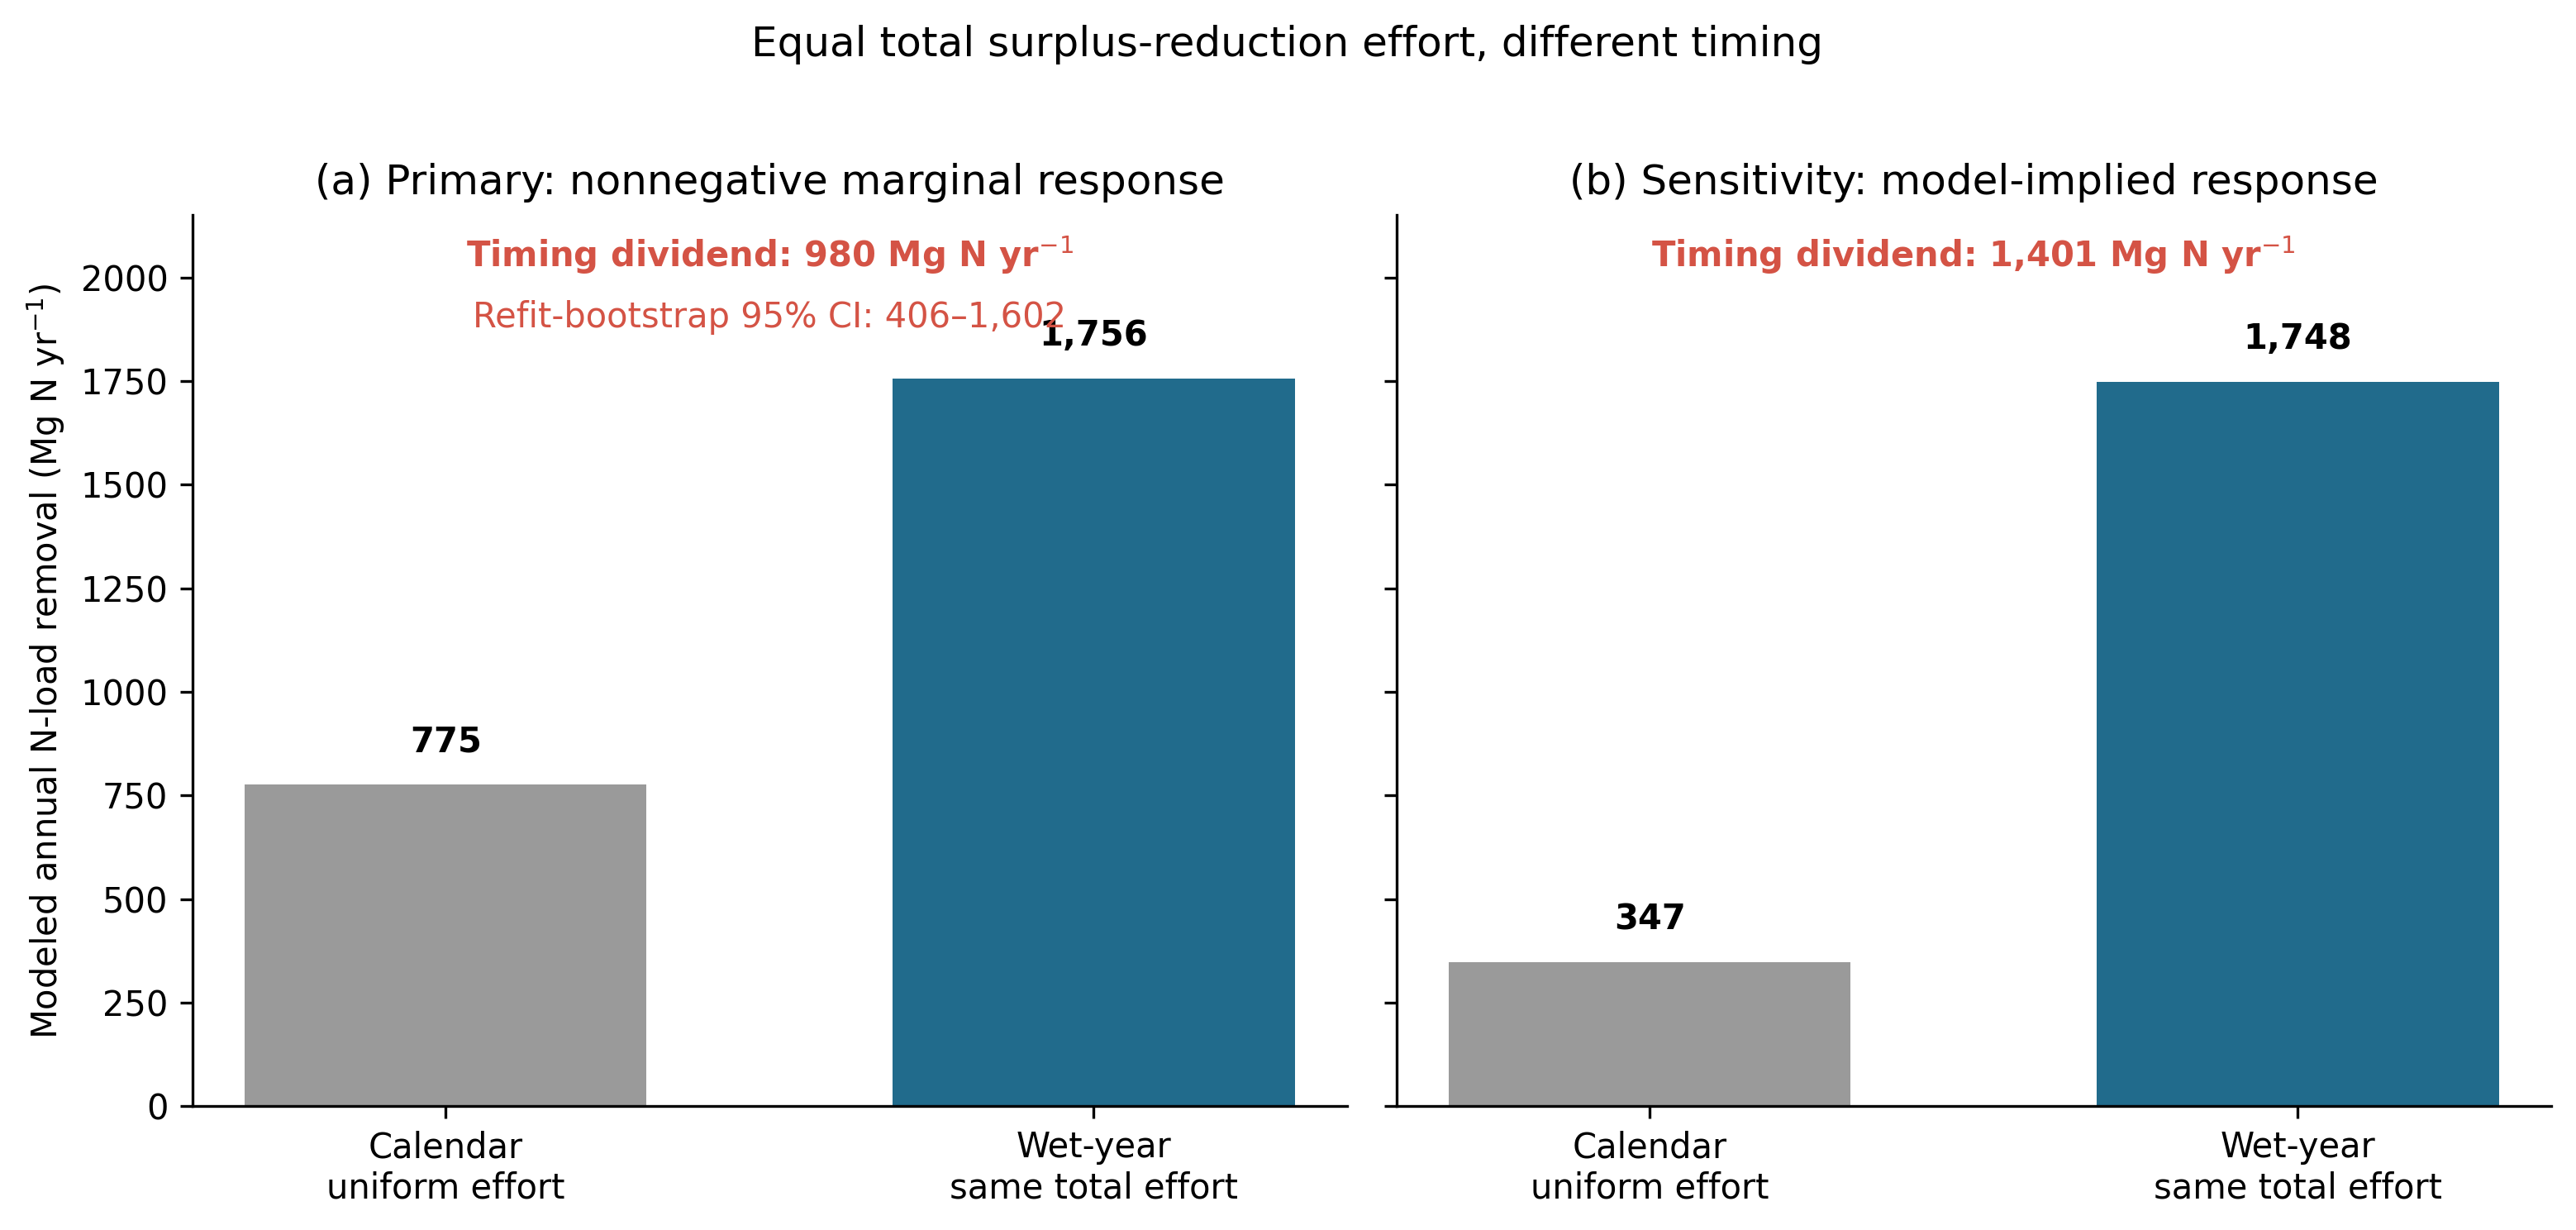 Equal total surplus-reduction effort, different timing
(a) Primary: nonnegative marginal response
Timing dividend: 980 Mg N yr⁻¹
Refit-bootstrap 95% CI: 406–1,602
1,756
775
Modeled annual N-load removal (Mg N yr⁻¹)
2000
1750
1500
1250
1000
750
500
250
0
Calendar
uniform effort
Wet-year
same total effort
(b) Sensitivity: model-implied response
Timing dividend: 1,401 Mg N yr⁻¹
1,748
347
Calendar
uniform effort
Wet-year
same total effort